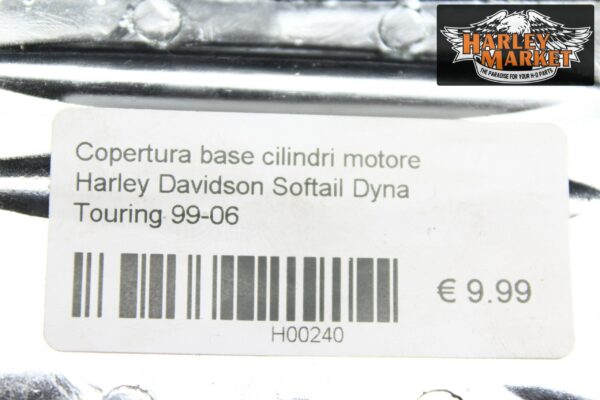 HARLEY
MARKET
THE PARADISE FOR YOUR H-D PARTS
Copertura base cilindri motore
Harley Davidson Softail Dyna
Touring 99-06
€ 9.99
H00240